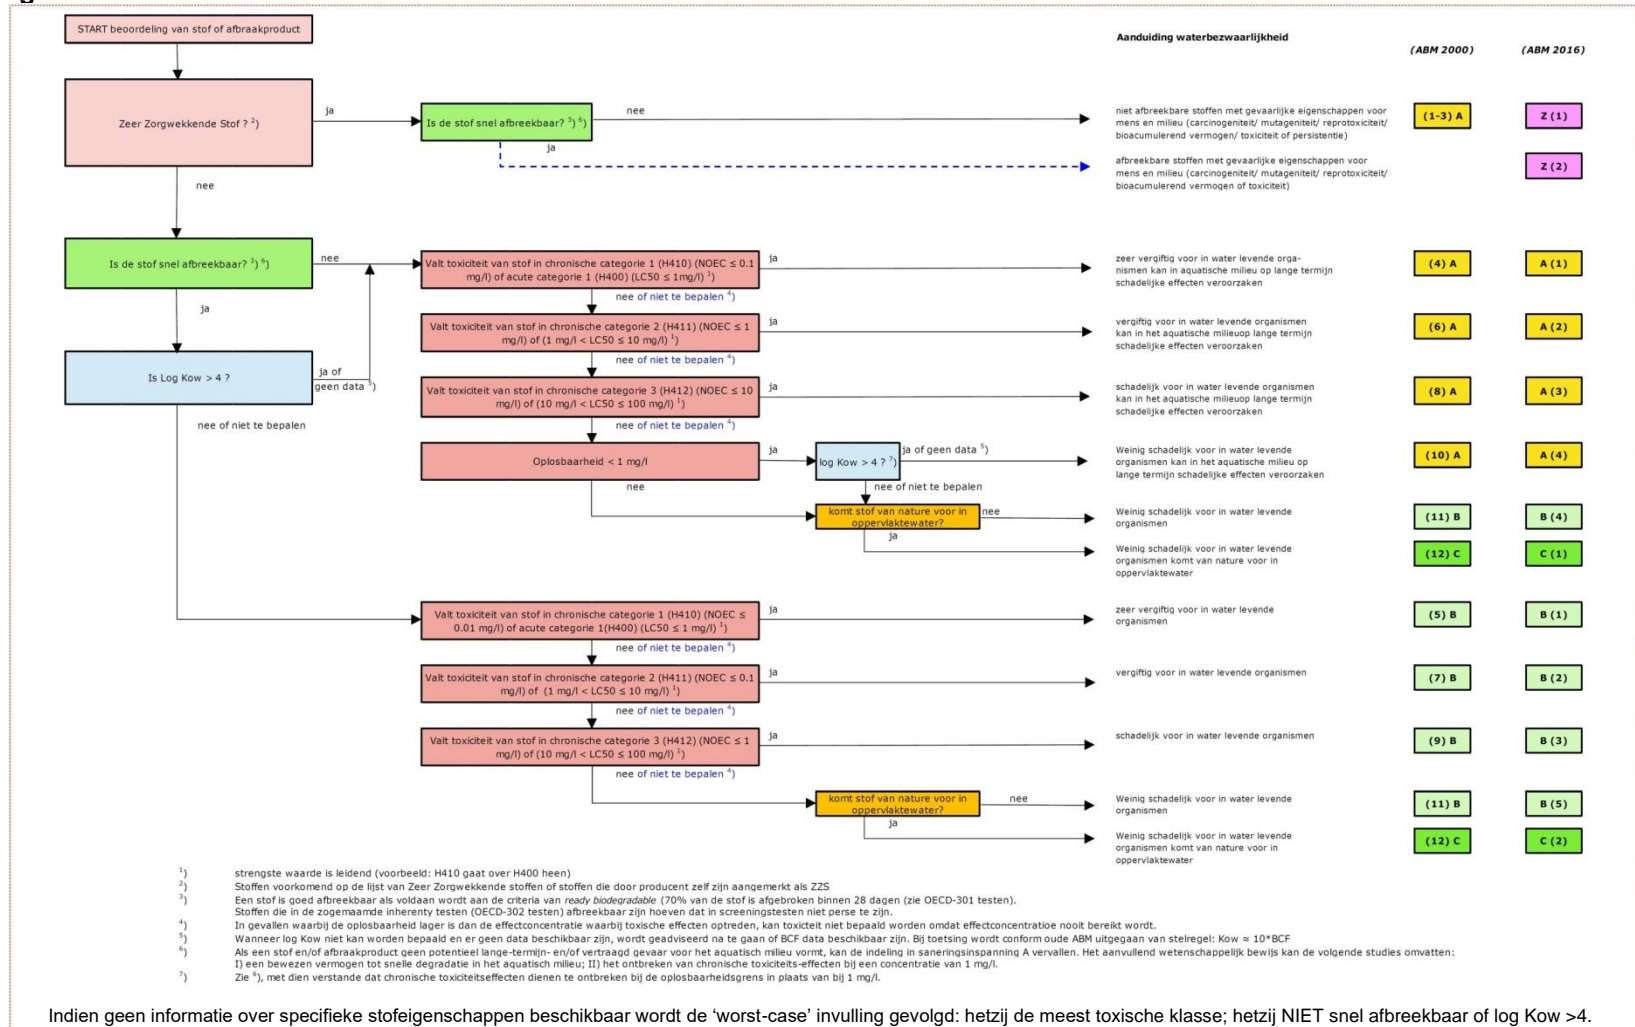 START beoordeling van stof of afbraakproduct
Aanduiding waterbezwaarlijkheid
(ABM 2000)
(ABM 2016)
Zeer Zorgwekkende Stof ? ²)
ja
Is de stof snel afbreekbaar? ³) ⁶)
nee
niet afbreekbare stoffen met gevaarlijke eigenschappen voor
mens en milieu (carcinogeniteit/ mutageniteit/ reprotoxiciteit/
bioacumulerend vermogen/ toxiciteit of persistentie)
(1-3) A
Z (1)
ja
afbreekbare stoffen met gevaarlijke eigenschappen voor
mens en milieu (carcinogeniteit/ mutageniteit/ reprotoxiciteit/
bioacumulerend vermogen of toxiciteit)
Z (2)
nee
Is de stof snel afbreekbaar? ³) ⁶)
nee
Valt toxiciteit van stof in chronische categorie 1 (H410) (NOEC ≤ 0.1
mg/l) of acute categorie 1 (H400) (LC50 ≤ 1mg/l) ¹)
ja
zeer vergiftig voor in water levende orga-
nismen kan in aquatische milieu op lange termijn
schadelijke effecten veroorzaken
(4) A
A (1)
nee of niet te bepalen ⁴)
ja
Valt toxiciteit van stof in chronische categorie 2 (H411) (NOEC ≤ 1
mg/l) of (1 mg/l < LC50 ≤ 10 mg/l) ¹)
ja
vergiftig voor in water levende organismen
kan in het aquatische milieuop lange termijn
schadelijke effecten veroorzaken
(6) A
A (2)
nee of niet te bepalen ⁴)
Is Log Kow > 4 ?
ja of
geen data ⁵)
Valt toxiciteit van stof in chronische categorie 3 (H412) (NOEC ≤ 10
mg/l) of (10 mg/l < LC50 ≤ 100 mg/l) ¹)
ja
schadelijk voor in water levende organismen
kan in het aquatische milieuop lange termijn
schadelijke effecten veroorzaken
(8) A
A (3)
nee of niet te bepalen
nee of niet te bepalen ⁴)
Oplosbaarheid < 1 mg/l
ja
log Kow > 4 ? ⁷)
ja of geen data ⁵)
Weinig schadelijk voor in water levende
organismen kan in het aquatische milieu op
lange termijn schadelijke effecten veroorzaken
(10) A
A (4)
nee
nee of niet te bepalen
komt stof van nature voor in
oppervlaktewater?
nee
Weinig schadelijk voor in water levende
organismen
(11) B
B (4)
ja
Weinig schadelijk voor in water levende
organismen komt van nature voor in
oppervlaktewater
(12) C
C (1)
Valt toxiciteit van stof in chronische categorie 1 (H410) (NOEC ≤
0.01 mg/l) of acute categorie 1(H400) (LC50 ≤ 1 mg/l) ¹)
ja
zeer vergiftig voor in water levende
organismen
(5) B
B (1)
nee of niet te bepalen ⁴)
Valt toxiciteit van stof in chronische categorie 2 (H411) (NOEC ≤ 0.1
mg/l) of (1 mg/l < LC50 ≤ 10 mg/l) ¹)
ja
vergiftig voor in water levende organismen
(7) B
B (2)
nee of niet te bepalen ⁴)
Valt toxiciteit van stof in chronische categorie 3 (H412) (NOEC ≤ 1
mg/l) of (10 mg/l < LC50 ≤ 100 mg/l) ¹)
ja
schadelijk voor in water levende organismen
(9) B
B (3)
nee of niet te bepalen ⁴)
komt stof van nature voor in
oppervlaktewater?
nee
Weinig schadelijk voor in water levende
organismen
(11) B
B (5)
ja
Weinig schadelijk voor in water levende
organismen komt van nature voor in
oppervlaktewater
(12) C
C (2)
¹) strengste waarde is leidend (voorbeeld: H410 gaat over H400 heen)
²) Stoffen voorkomend op de lijst van Zeer Zorgwekkende stoffen of stoffen die door producent zelf zijn aangemerkt als ZZS
³) Een stof is goed afbreekbaar als voldaan wordt aan de criteria van ready biodegradable (70% van de stof is afgebroken binnen 28 dagen (zie OECD-301 testen).
Stoffen die in de zogemaamde inherenty testen (OECD-302 testen) afbreekbaar zijn hoeven dat in screeningstesten niet perse te zijn.
⁴) In gevallen waarbij de oplosbaarheid lager is dan de effectconcentratie waarbij toxische effecten optreden, kan toxicteit niet bepaald worden omdat effectconcentratie nooit bereikt wordt.
⁵) Wanneer log Kow niet kan worden bepaald en er geen data beschikbaar zijn, wordt geadviseerd na te gaan of BCF data beschikbaar zijn. Bij toetsing wordt conform oude ABM uitgegaan van stelregel: Kow ≈ 10*BCF
⁶) Als een stof en/of afbraakproduct geen potentieel lange-termijn- en/of vertraagd gevaar voor het aquatisch milieu vormt, kan de indeling in saneringsinspanning A vervallen. Het aanvullend wetenschappelijk bewijs kan de volgende studies omvatten:
I) een bewezen vermogen tot snelle degradatie in het aquatisch milieu; II) het ontbreken van chronische toxiciteits-effecten bij een concentratie van 1 mg/l.
⁷) Zie ⁶), met dien verstande dat chronische toxiciteitseffecten dienen te ontbreken bij de oplosbaarheidsgrens in plaats van bij 1 mg/l.
Indien geen informatie over specifieke stofeigenschappen beschikbaar wordt de ‘worst-case’ invulling gevolgd: hetzij de meest toxische klasse; hetzij NIET snel afbreekbaar of log Kow >4.